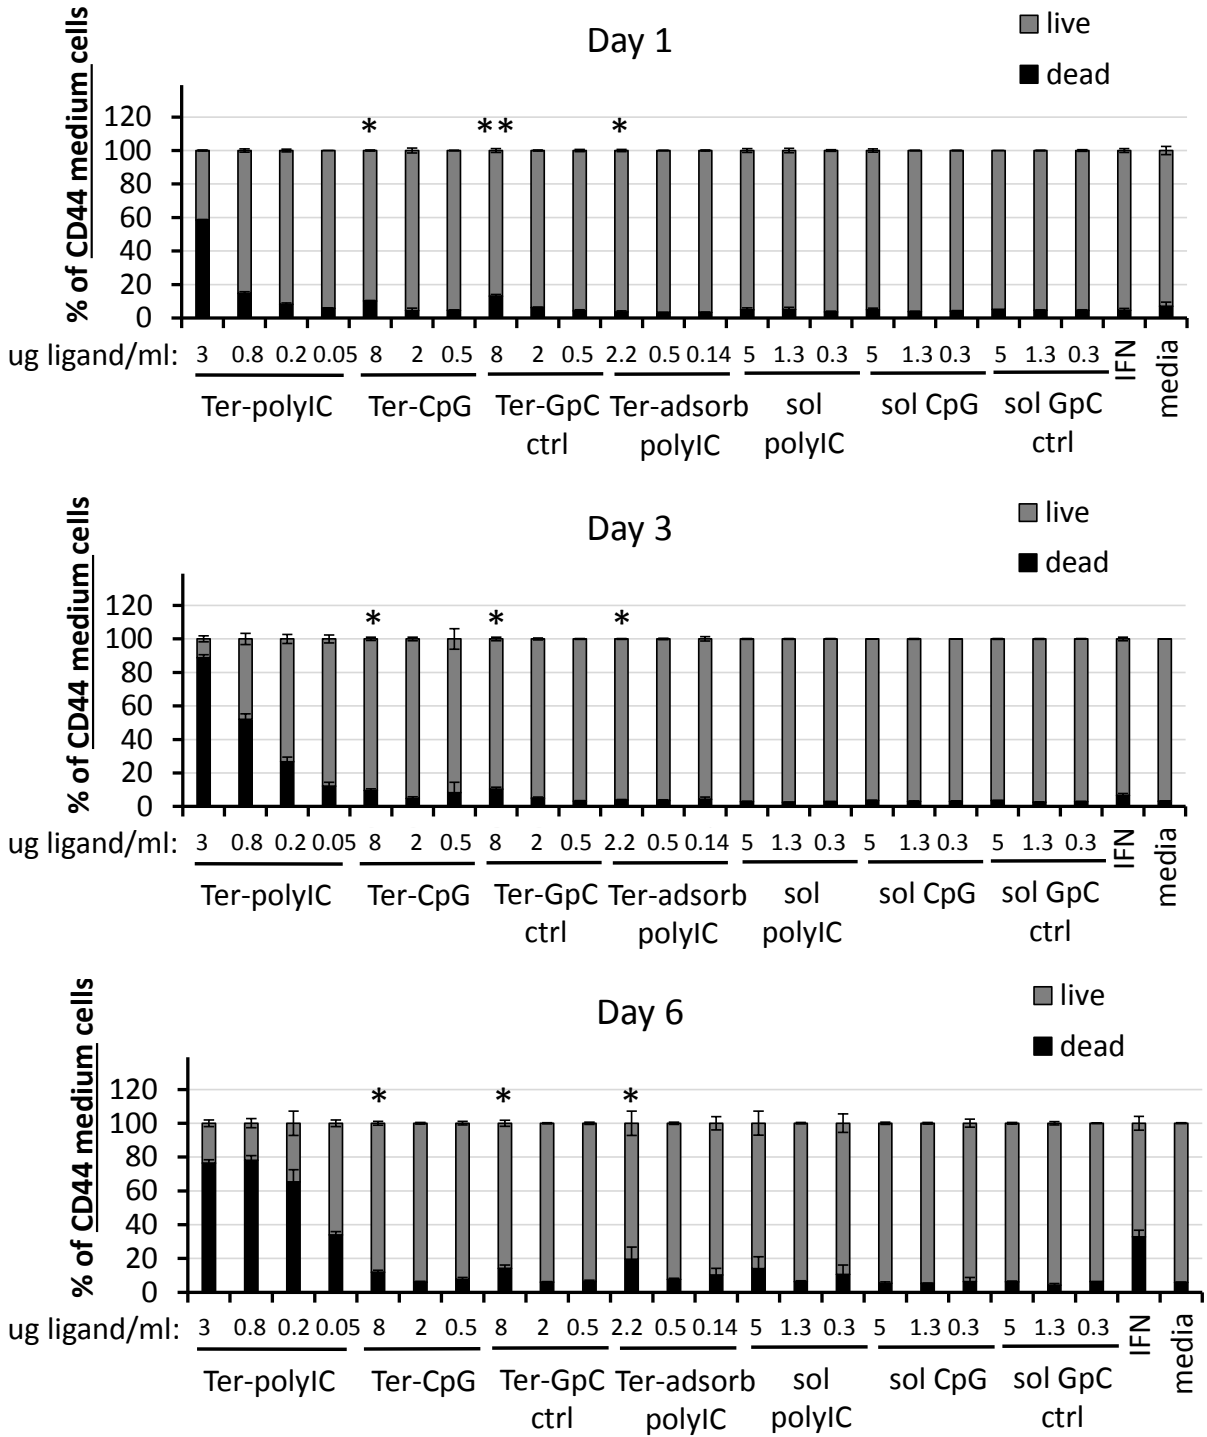 Day 1
live
dead
% of CD44 medium cells
120
100
80
60
40
20
0
* ** *
ug ligand/ml: 3 0.8 0.2 0.05 8 2 0.5 8 2 0.5 2.2 0.5 0.14 5 1.3 0.3 5 1.3 0.3 5 1.3 0.3 IFN media
Ter-polyIC Ter-CpG Ter-GpC ctrl Ter-adsorb polyIC sol polyIC sol CpG sol GpC ctrl
Day 3
live
dead
% of CD44 medium cells
120
100
80
60
40
20
0
* * *
ug ligand/ml: 3 0.8 0.2 0.05 8 2 0.5 8 2 0.5 2.2 0.5 0.14 5 1.3 0.3 5 1.3 0.3 5 1.3 0.3 IFN media
Ter-polyIC Ter-CpG Ter-GpC ctrl Ter-adsorb polyIC sol polyIC sol CpG sol GpC ctrl
Day 6
live
dead
% of CD44 medium cells
120
100
80
60
40
20
0
* * *
ug ligand/ml: 3 0.8 0.2 0.05 8 2 0.5 8 2 0.5 2.2 0.5 0.14 5 1.3 0.3 5 1.3 0.3 5 1.3 0.3 IFN media
Ter-polyIC Ter-CpG Ter-GpC ctrl Ter-adsorb polyIC sol polyIC sol CpG sol GpC ctrl